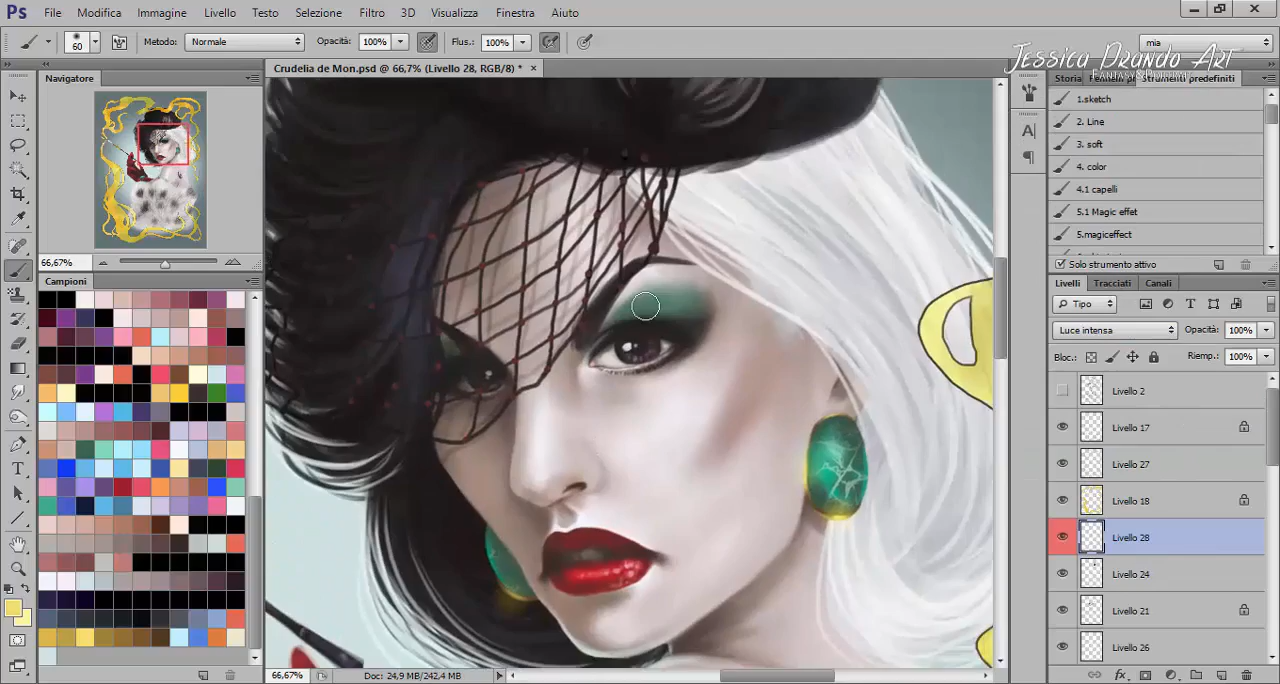 Ps File Modifica Immagine Livello Testo Selezione Filtro 3D Visualizza Finestra Aiuto
60 Metodo: Normale Opacità: 100% Flus.: 100% mia
Jessica Drando Art
Fantasy&Portrait
Navigatore
Crudelia de Mon.psd @ 66,7% (Livello 28, RGB/8) *
Storia Strumenti predefiniti
1.sketch
2. Line
3. soft
4. color
4.1 capelli
5.1 Magic effet
5.magiceffect
66,67%
Solo strumento attivo
Campioni
Livelli Tracciati Canali
Tipo
Luce intensa Opacità: 100%
Bloc.: Riemp.: 100%
Livello 2
Livello 17
Livello 27
Livello 18
Livello 28
Livello 24
Livello 21
Livello 26
66,67% Doc: 24,9 MB/242,4 MB